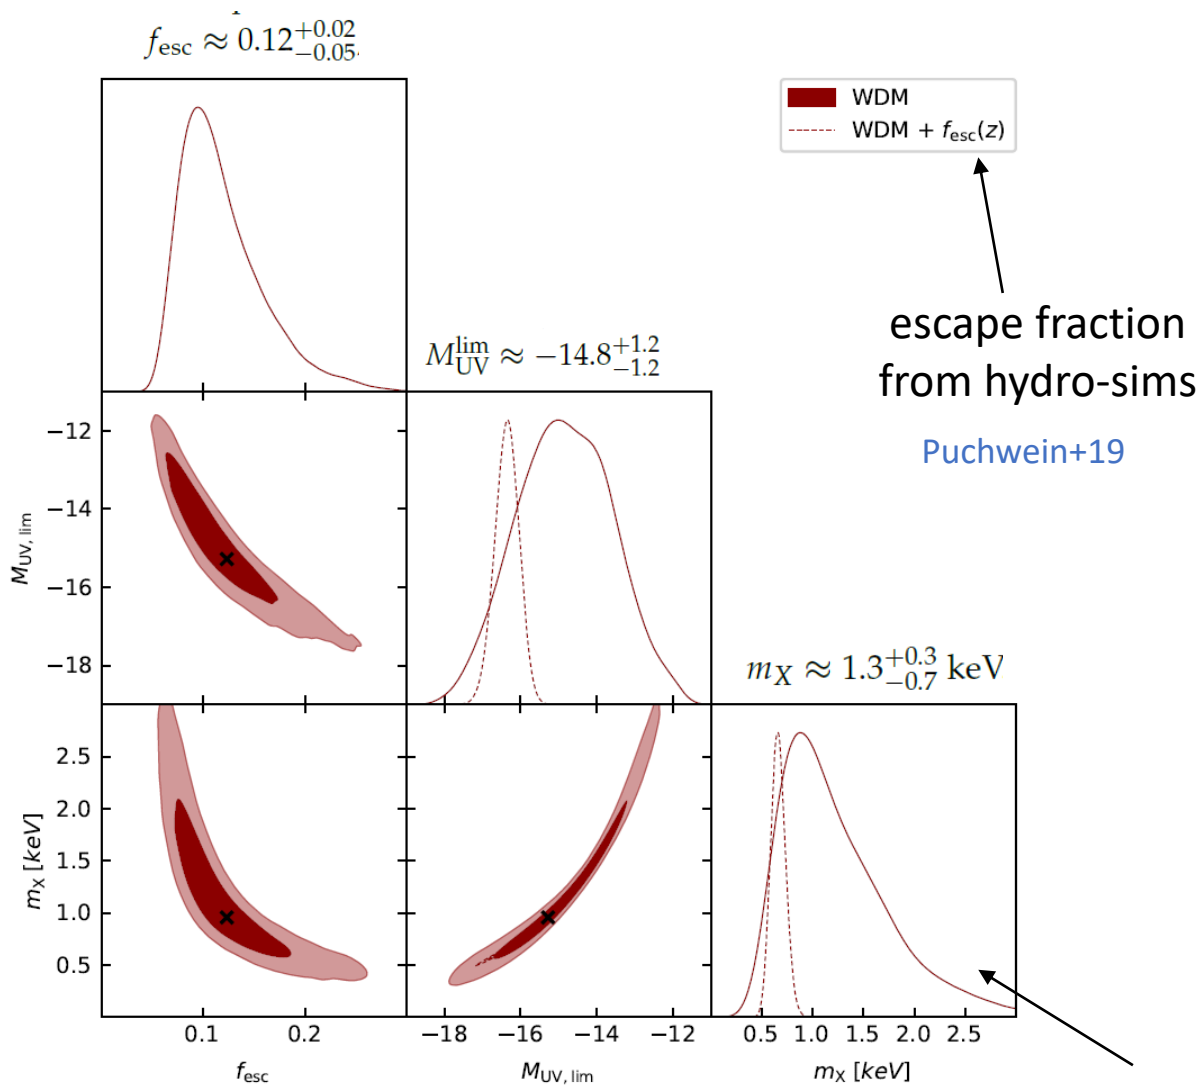 f_esc ≈ 0.12^{+0.02}_{−0.05}
WDM
WDM + f_esc(z)
escape fraction
from hydro-sims
Puchwein+19
M_UV^lim ≈ −14.8^{+1.2}_{−1.2}
−12
−14
−16
−18
M_UV, lim
m_X ≈ 1.3^{+0.3}_{−0.7} keV
2.5
2.0
1.5
1.0
0.5
m_X [keV]
0.1 0.2
f_esc
−18 −16 −14 −12
M_UV, lim
0.5 1.0 1.5 2.0 2.5
m_X [keV]